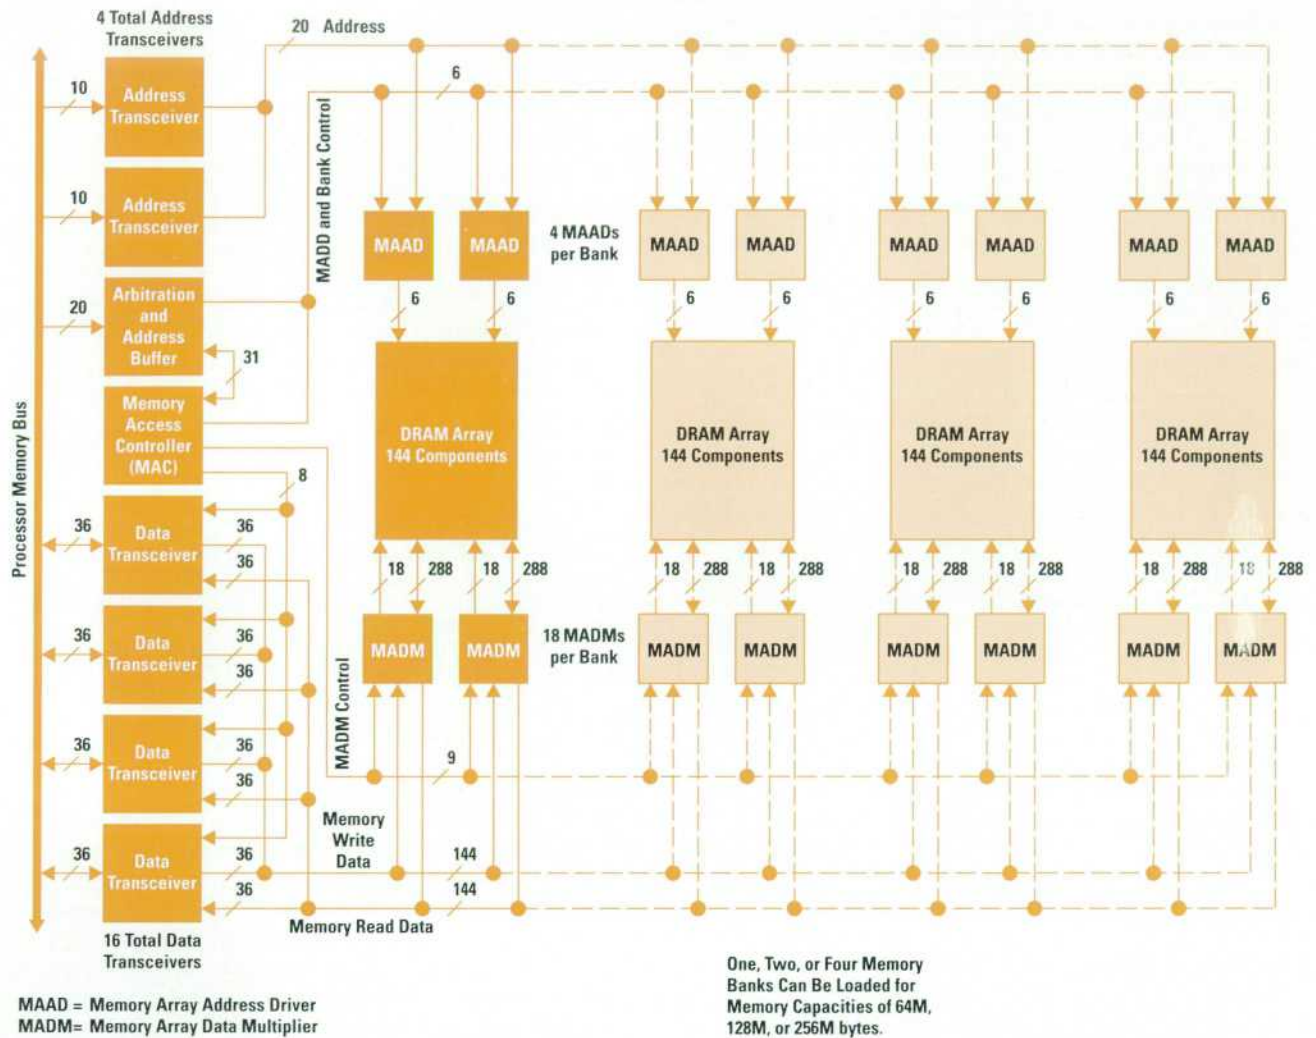 4 Total Address
Transceivers
20 Address
10
Address
Transceiver
6
10
Address
Transceiver
MADD and Bank Control
MAAD
MAAD
4 MAADs
per Bank
MAAD
MAAD
MAAD
MAAD
MAAD
MAAD
20
Arbitration
and
Address
Buffer
6
6
6
6
6
6
6
6
31
Memory
Access
Controller
(MAC)
8
DRAM Array
144 Components
DRAM Array
144 Components
DRAM Array
144 Components
DRAM Array
144 Components
Processor Memory Bus
36
Data
Transceiver
36
36
18
288
18
288
18
288
18
288
18
288
18
288
18
288
18
288
36
Data
Transceiver
36
36
MADM
MADM
18 MADMs
per Bank
MADM
MADM
MADM
MADM
MADM
MADM
MADM Control
36
Data
Transceiver
36
36
9
Memory
Write
Data
36
Data
Transceiver
36
36
144
144
Memory Read Data
16 Total Data
Transceivers
One, Two, or Four Memory
Banks Can Be Loaded for
Memory Capacities of 64M,
128M, or 256M bytes.
MAAD = Memory Array Address Driver
MADM= Memory Array Data Multiplier